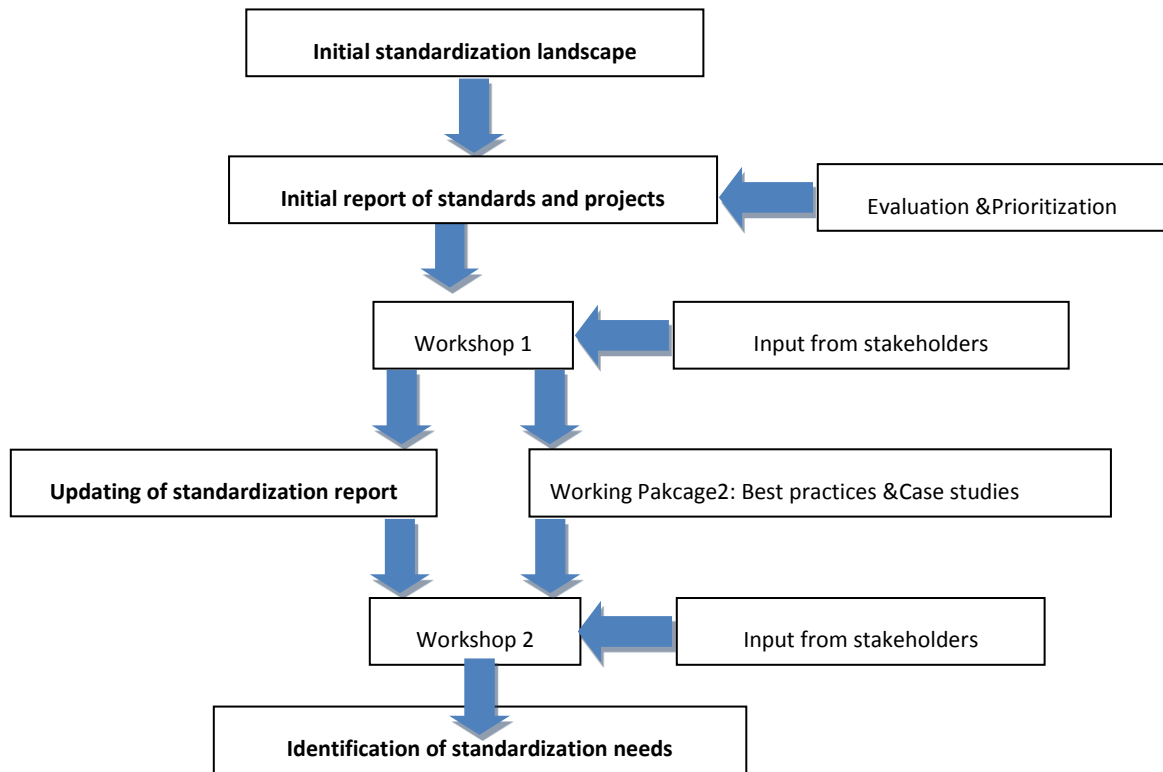 Initial standardization landscape
Initial report of standards and projects
Evaluation &Prioritization
Workshop 1
Input from stakeholders
Updating of standardization report
Working Pakcage2: Best practices &Case studies
Workshop 2
Input from stakeholders
Identification of standardization needs